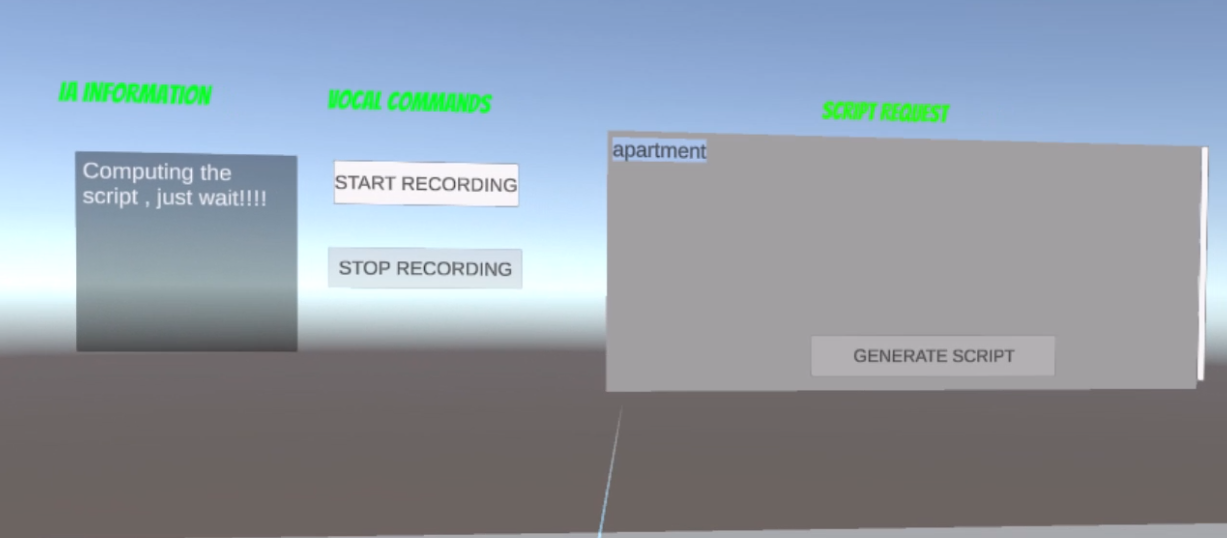 IA INFORMATION
Computing the
script , just wait!!!!
VOCAL COMMANDS
START RECORDING
STOP RECORDING
SCRIPT REQUEST
apartment
GENERATE SCRIPT